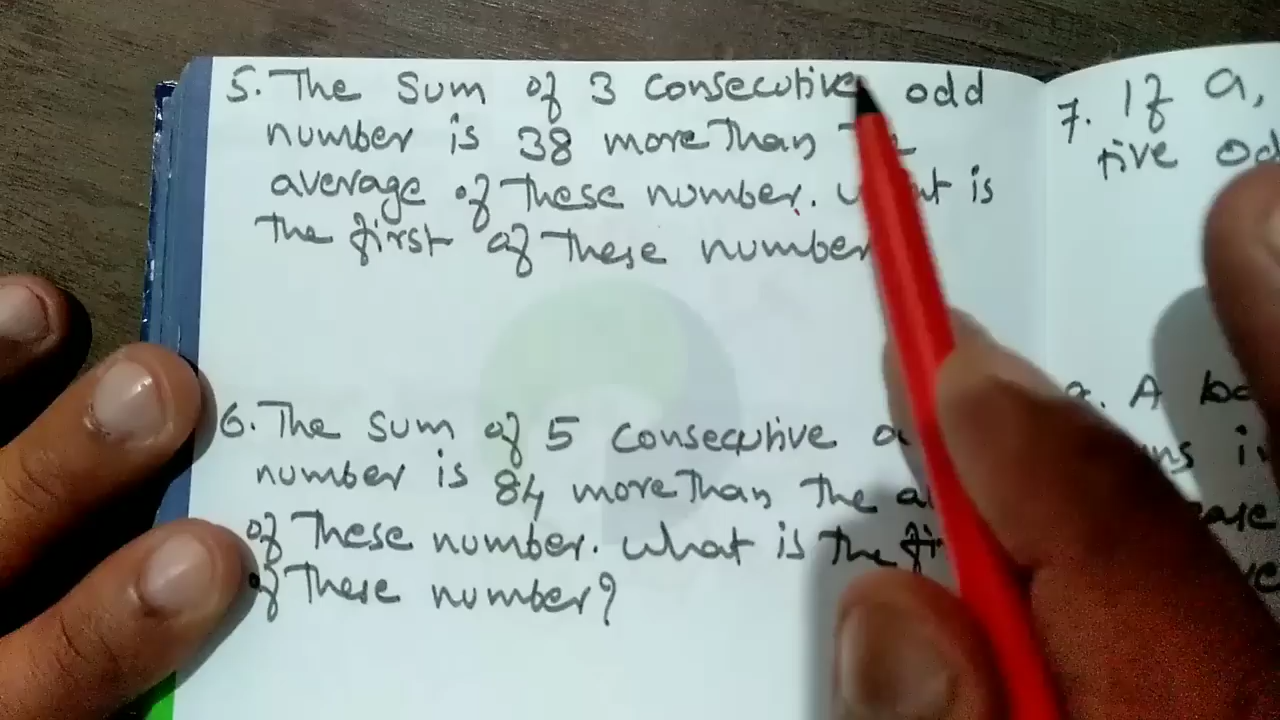 5. The sum of 3 consecutive odd
number is 38 more than
average of these number. is
the first of these number
6. The sum of 5 consecutive
number is 84 more than the
of these number. what is the
of these number?
7. If a,
tive
A